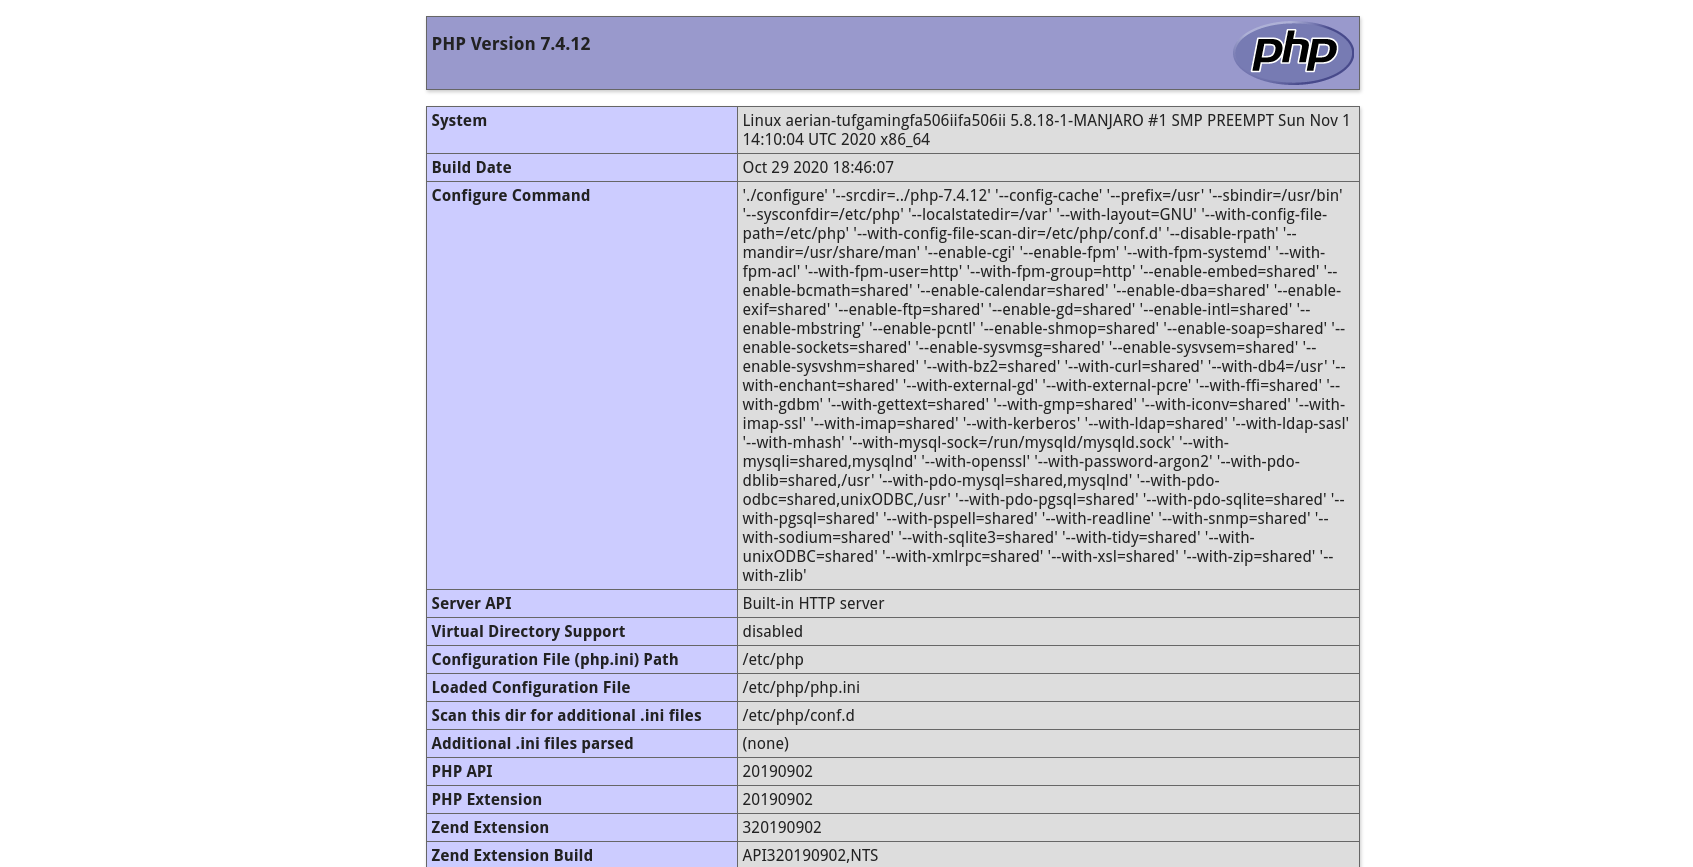 PHP Version 7.4.12
php
System
Linux aerian-tufgamingfa506iifa506ii 5.8.18-1-MANJARO #1 SMP PREEMPT Sun Nov 1
14:10:04 UTC 2020 x86_64
Build Date
Oct 29 2020 18:46:07
Configure Command
'./configure' '--srcdir=../php-7.4.12' '--config-cache' '--prefix=/usr' '--sbindir=/usr/bin'
'--sysconfdir=/etc/php' '--localstatedir=/var' '--with-layout=GNU' '--with-config-file-
path=/etc/php' '--with-config-file-scan-dir=/etc/php/conf.d' '--disable-rpath' '--
mandir=/usr/share/man' '--enable-cgi' '--enable-fpm' '--with-fpm-systemd' '--with-
fpm-acl' '--with-fpm-user=http' '--with-fpm-group=http' '--enable-embed=shared' '--
enable-bcmath=shared' '--enable-calendar=shared' '--enable-dba=shared' '--enable-
exif=shared' '--enable-ftp=shared' '--enable-gd=shared' '--enable-intl=shared' '--
enable-mbstring' '--enable-pcntl' '--enable-shmop=shared' '--enable-soap=shared' '--
enable-sockets=shared' '--enable-sysvmsg=shared' '--enable-sysvsem=shared' '--
enable-sysvshm=shared' '--with-bz2=shared' '--with-curl=shared' '--with-db4=/usr' '--
with-enchant=shared' '--with-external-gd' '--with-external-pcre' '--with-ffi=shared' '--
with-gdbm' '--with-gettext=shared' '--with-gmp=shared' '--with-iconv=shared' '--with-
imap-ssl' '--with-imap=shared' '--with-kerberos' '--with-ldap=shared' '--with-ldap-sasl'
'--with-mhash' '--with-mysql-sock=/run/mysqld/mysqld.sock' '--with-
mysqli=shared,mysqlnd' '--with-openssl' '--with-password-argon2' '--with-pdo-
dblib=shared,/usr' '--with-pdo-mysql=shared,mysqlnd' '--with-pdo-
odbc=shared,unixODBC,/usr' '--with-pdo-pgsql=shared' '--with-pdo-sqlite=shared' '--
with-pgsql=shared' '--with-pspell=shared' '--with-readline' '--with-snmp=shared' '--
with-sodium=shared' '--with-sqlite3=shared' '--with-tidy=shared' '--with-
unixODBC=shared' '--with-xmlrpc=shared' '--with-xsl=shared' '--with-zip=shared' '--
with-zlib'
Server API
Built-in HTTP server
Virtual Directory Support
disabled
Configuration File (php.ini) Path
/etc/php
Loaded Configuration File
/etc/php/php.ini
Scan this dir for additional .ini files
/etc/php/conf.d
Additional .ini files parsed
(none)
PHP API
20190902
PHP Extension
20190902
Zend Extension
320190902
Zend Extension Build
API320190902,NTS